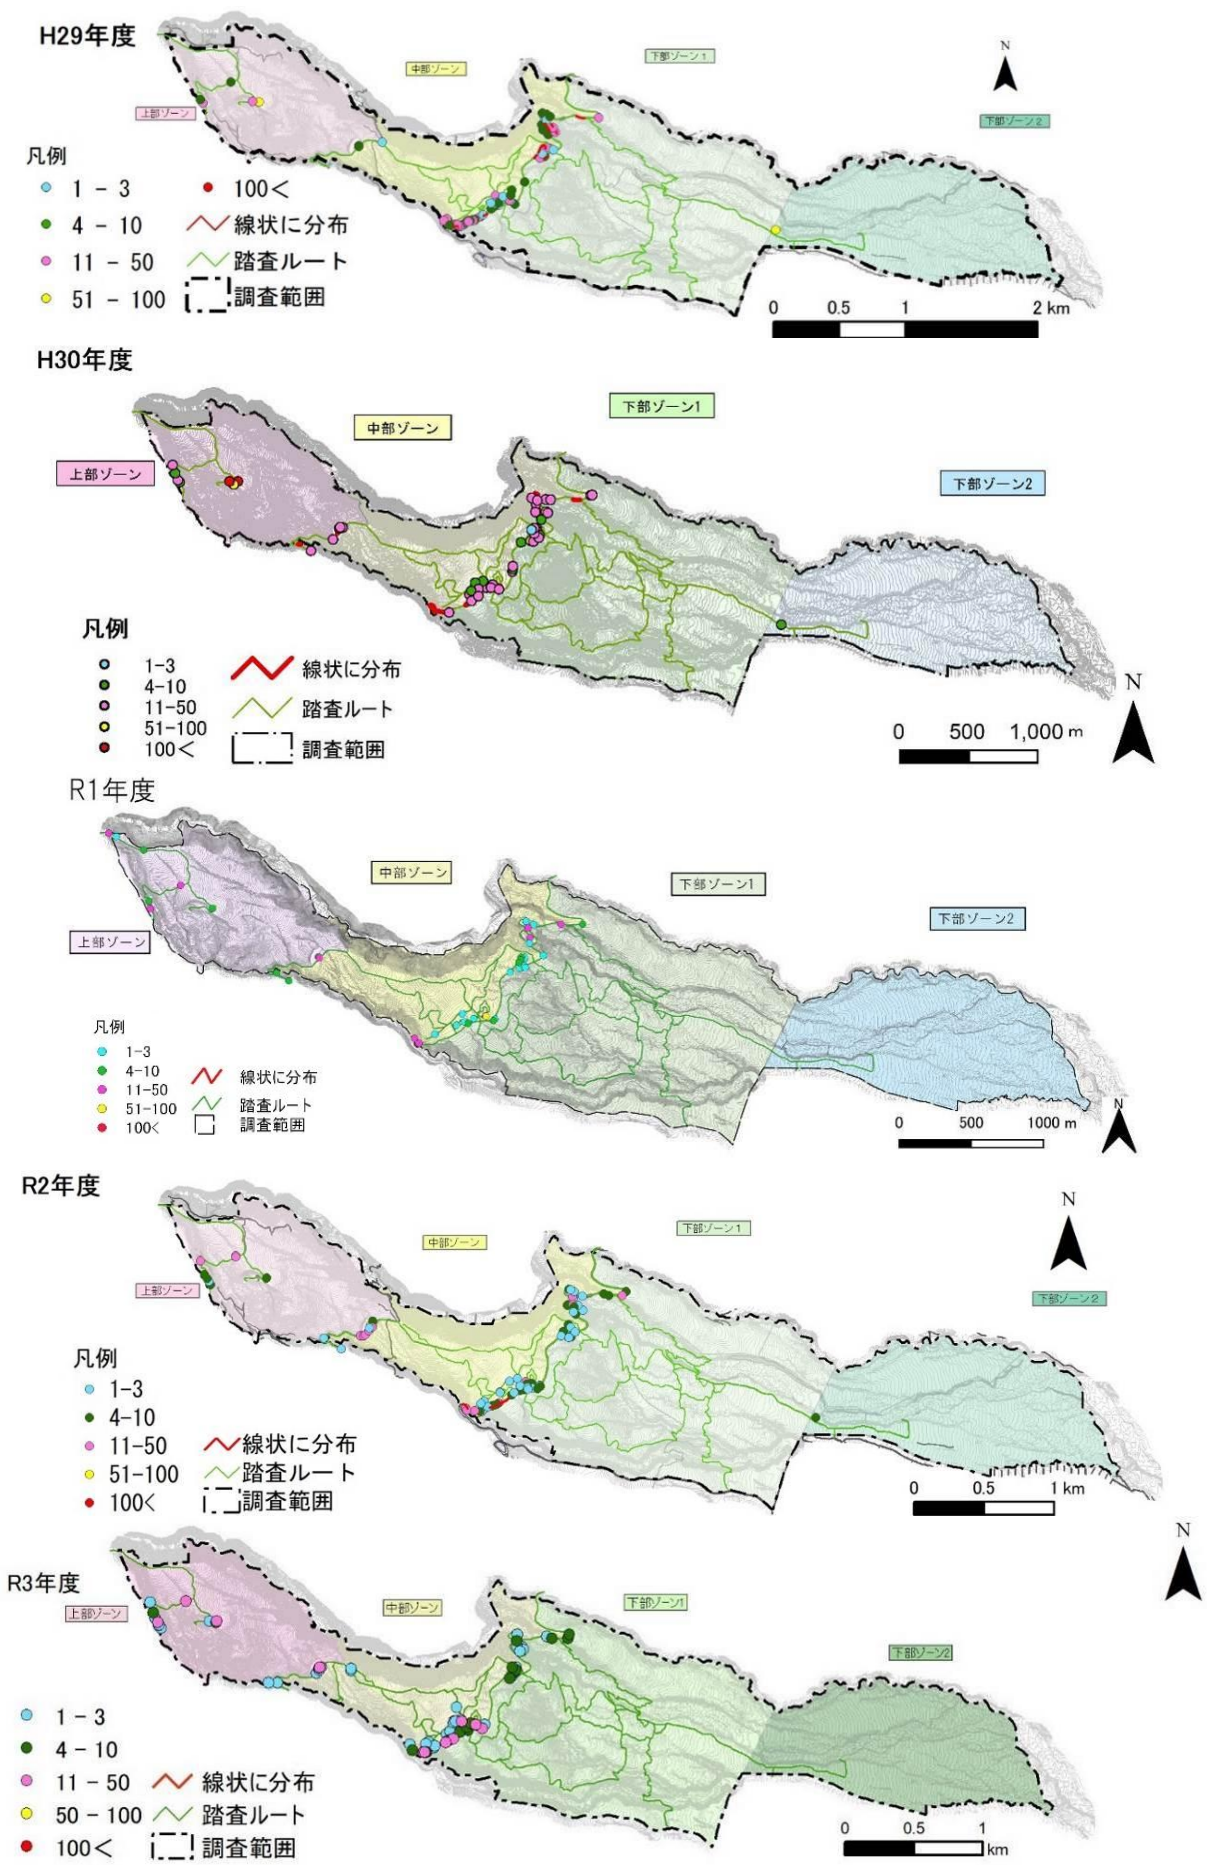 H29年度
N
下部ゾーン1
中部ゾーン
上部ゾーン
下部ゾーン2
凡例
1 - 3
100<
4 - 10
線状に分布
11 - 50
踏査ルート
51 - 100
調査範囲
0 0.5 1 2 km
H30年度
下部ゾーン1
中部ゾーン
上部ゾーン
下部ゾーン2
凡例
1-3
線状に分布
4-10
11-50
踏査ルート
51-100
100<
調査範囲
N
0 500 1,000 m
R1年度
中部ゾーン
下部ゾーン1
下部ゾーン2
上部ゾーン
凡例
1-3
4-10
線状に分布
11-50
踏査ルート
51-100
調査範囲
100<
N
0 500 1000 m
R2年度
N
下部ゾーン1
中部ゾーン
上部ゾーン
下部ゾーン2
凡例
1-3
4-10
11-50
線状に分布
51-100
踏査ルート
100<
調査範囲
0 0.5 1 km
N
R3年度
下部ゾーン1
中部ゾーン
上部ゾーン
下部ゾーン2
1 - 3
4 - 10
11 - 50
線状に分布
50 - 100
踏査ルート
100<
調査範囲
0 0.5 1
km